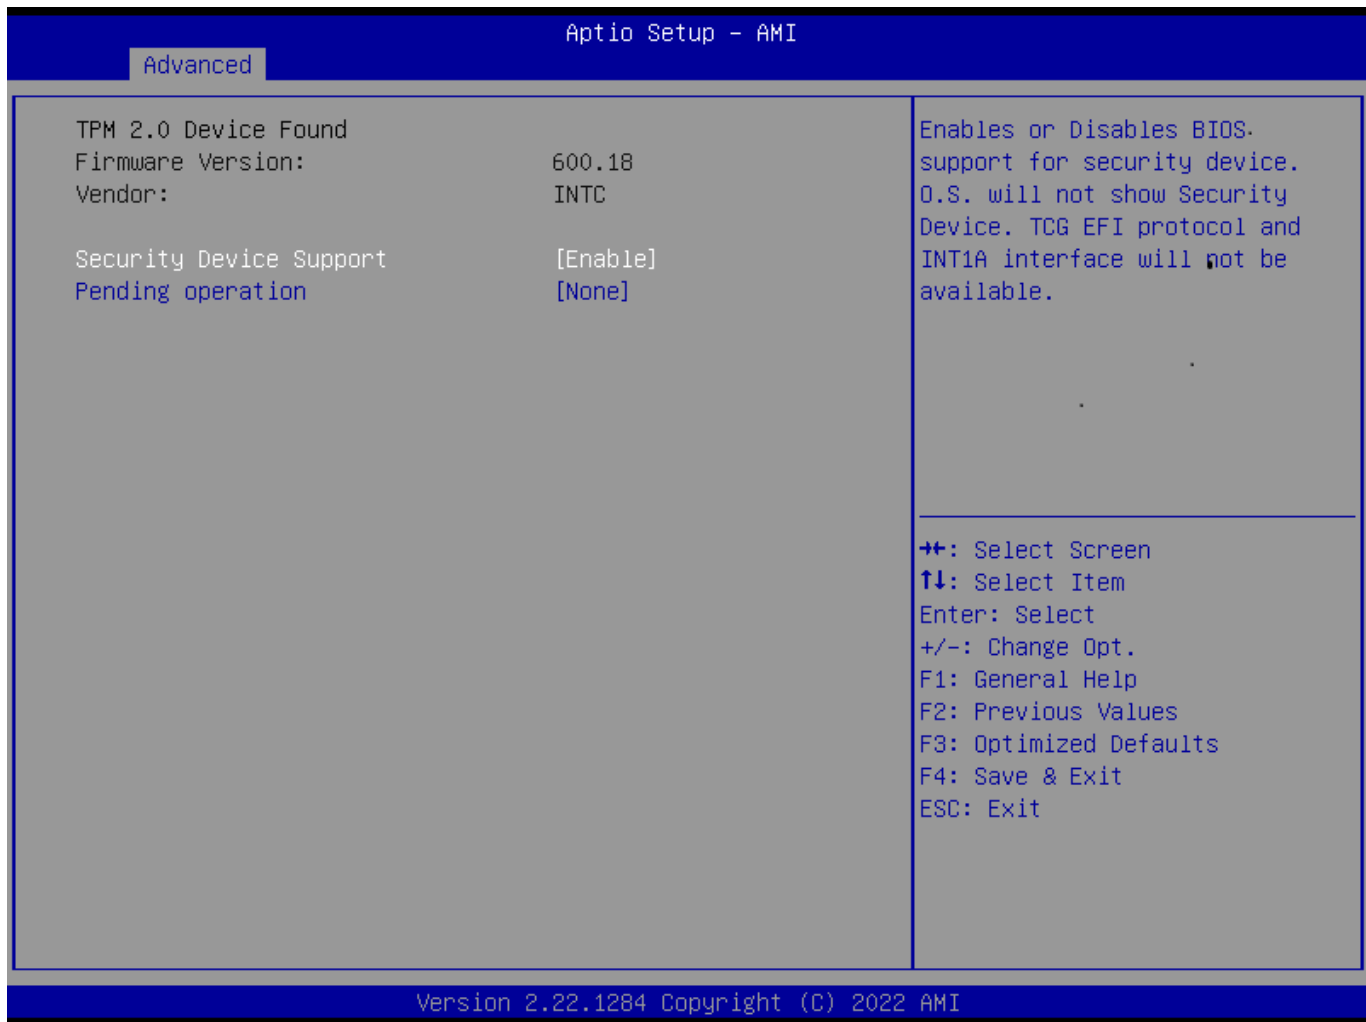 Aptio Setup – AMI
Advanced
TPM 2.0 Device Found
Firmware Version: 600.18
Vendor: INTC
Security Device Support [Enable]
Pending operation [None]
Enables or Disables BIOS
support for security device.
O.S. will not show Security
Device. TCG EFI protocol and
INT1A interface will not be
available.
→←: Select Screen
↑↓: Select Item
Enter: Select
+/-: Change Opt.
F1: General Help
F2: Previous Values
F3: Optimized Defaults
F4: Save & Exit
ESC: Exit
Version 2.22.1284 Copyright (C) 2022 AMI